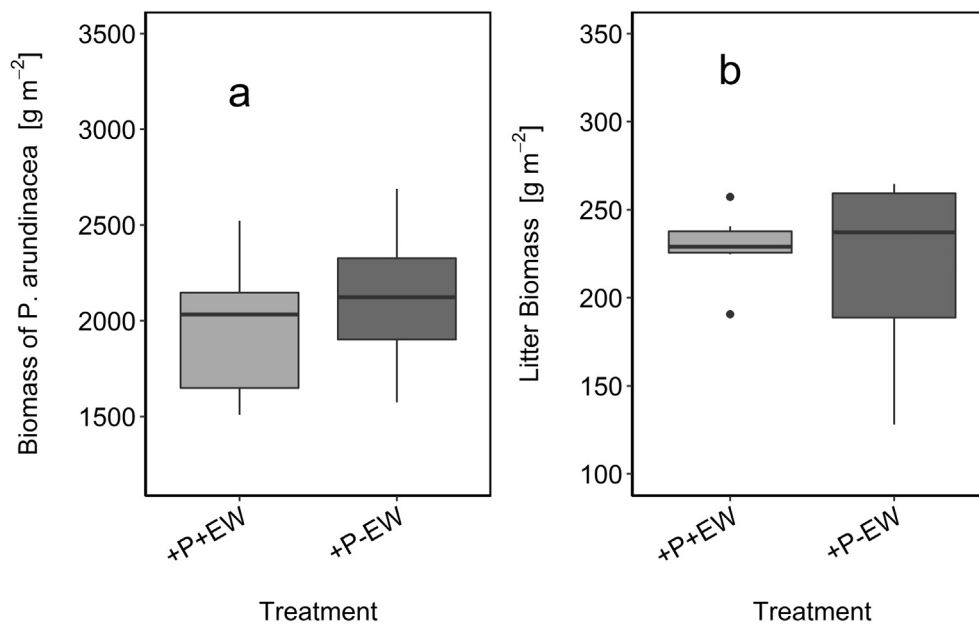 Biomass of P. arundinacea [g m⁻²]
3500
3000
2500
2000
1500
a
+P+EW
+P-EW
Treatment
Litter Biomass [g m⁻²]
350
300
250
200
150
100
b
+P+EW
+P-EW
Treatment